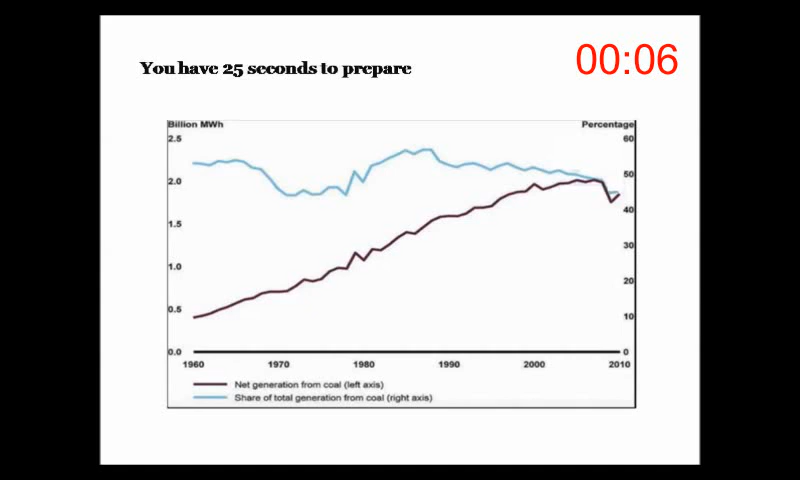 You have 25 seconds to prepare
00:06
Billion MWh
Percentage
2.5
60
2.0
50
1.5
40
1.0
30
0.5
20
0.0
10
0
1960 1970 1980 1990 2000 2010
Net generation from coal (left axis)
Share of total generation from coal (right axis)